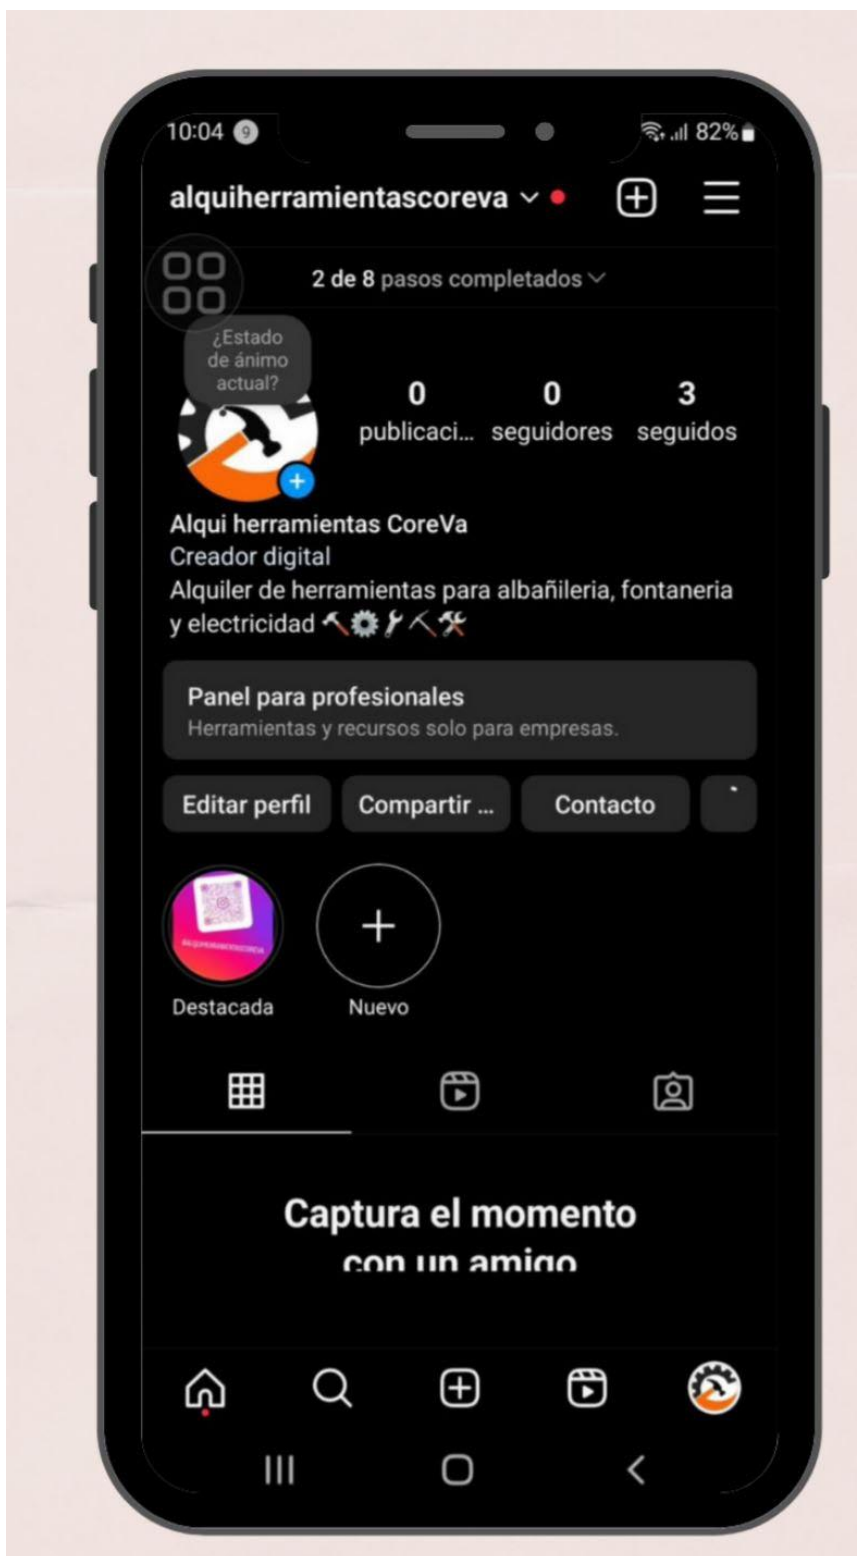 10:04 9 82%
alquiherramientascoreva
2 de 8 pasos completados
¿Estado
de ánimo
actual?
0 0 3
publicaci... seguidores seguidos
Alqui herramientas CoreVa
Creador digital
Alquiler de herramientas para albañileria, fontaneria
y electricidad
Panel para profesionales
Herramientas y recursos solo para empresas.
Editar perfil Compartir ... Contacto
Destacada Nuevo
Captura el momento
con un amigo